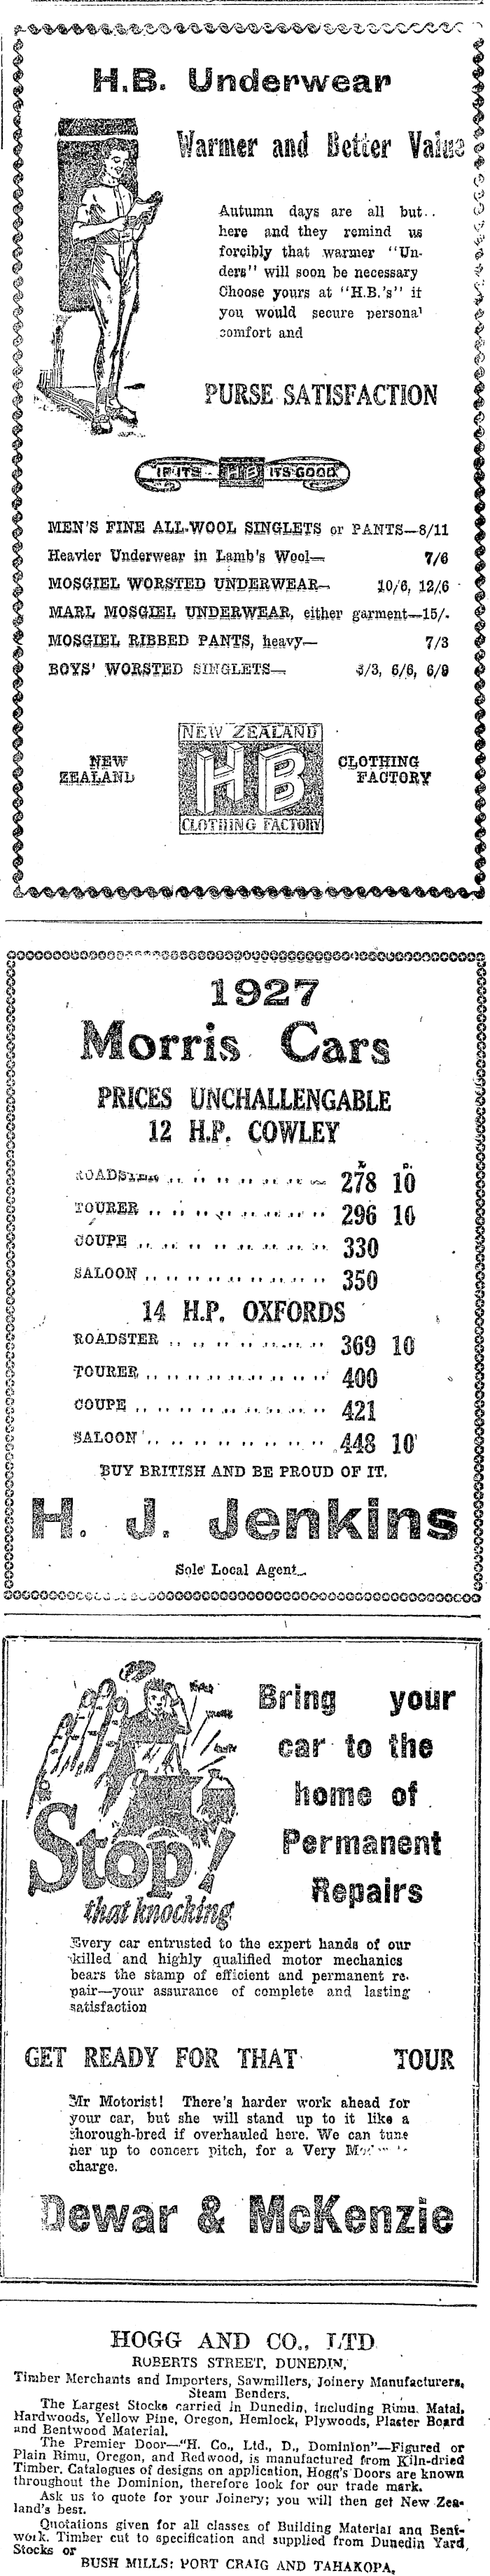 H.B. Underwear
Warmer and Better Value
Autumn days are all but
here and they remind us
forcibly that warmer "Un-
ders" will soon be necessary
Choose yours at "H.B.'s" if
you would secure personal
comfort and
PURSE SATISFACTION
IF ITS HB ITS GOOD
MEN'S FINE ALL-WOOL SINGLETS or PANTS—8/11
Heavier Underwear in Lamb's Wool— 7/6
MOSGIEL WORSTED UNDERWEAR— 10/6, 12/6
MARL MOSGIEL UNDERWEAR, either garment—15/-
MOSGIEL RIBBED PANTS, heavy— 7/3
BOYS' WORSTED SINGLETS— 6/6, 6/9
NEW ZEALAND
HB
CLOTHING FACTORY
NEW
ZEALAND
CLOTHING
FACTORY
1927
Morris Cars
PRICES UNCHALLENGABLE
12 H.P. COWLEY
ROADSTER .. .. .. .. .. .. .. .. 278 10
TOURER .. .. .. .. .. .. .. .. .. 296 10
COUPE .. .. .. .. .. .. .. .. .. 330
SALOON .. .. .. .. .. .. .. .. .. 350
14 H.P. OXFORDS
ROADSTER .. .. .. .. .. .. .. .. 369 10
TOURER .. .. .. .. .. .. .. .. .. 400
COUPE .. .. .. .. .. .. .. .. .. 421
SALOON .. .. .. .. .. .. .. .. .. 448 10
BUY BRITISH AND BE PROUD OF IT.
H. J. Jenkins
Sole Local Agent.
Stop!
that knocking
Bring your
car to the
home of
Permanent
Repairs
Every car entrusted to the expert hands of our
skilled and highly qualified motor mechanics
bears the stamp of efficient and permanent re-
pair—your assurance of complete and lasting
satisfaction
GET READY FOR THAT TOUR
Mr Motorist! There's harder work ahead for
your car, but she will stand up to it like a
thorough-bred if overhauled here. We can tune
her up to concert pitch, for a Very
charge.
Dewar & McKenzie
HOGG AND CO., LTD
ROBERTS STREET, DUNEDIN,
Timber Merchants and Importers, Sawmillers, Joinery Manufacturers,
Steam Benders.
The Largest Stocks carried in Dunedin, including Rimu, Matai,
Hardwoods, Yellow Pine, Oregon, Hemlock, Plywoods, Plaster Board
and Bentwood Material.
The Premier Door—"H. Co., Ltd., D., Dominion"—Figured or
Plain Rimu, Oregon, and Redwood, is manufactured from Kiln-dried
Timber. Catalogues of designs on application, Hogg's Doors are known
throughout the Dominion, therefore look for our trade mark.
Ask us to quote for your Joinery; you will then get New Zea-
land's best.
Quotations given for all classes of Building Material and Bent-
work. Timber cut to specification and supplied from Dunedin Yard,
Stocks or
BUSH MILLS: PORT CRAIG AND TAHAKOPA.